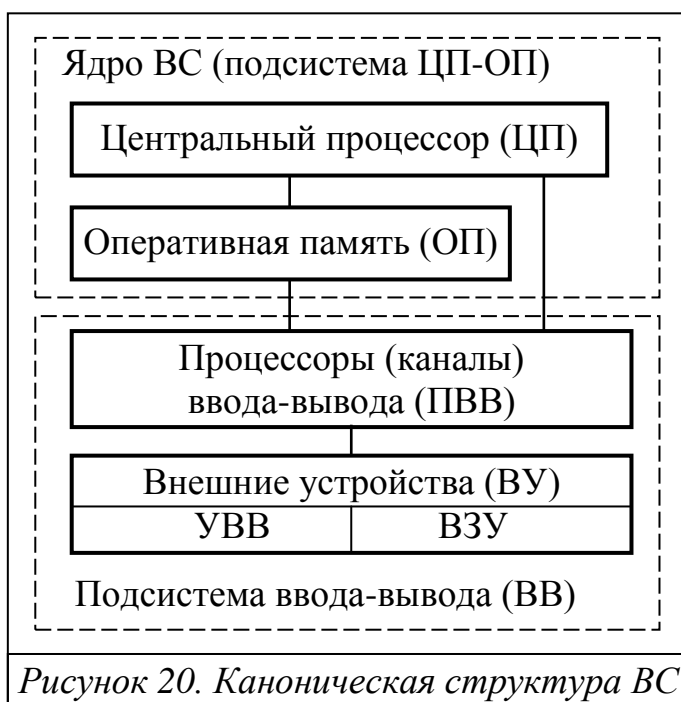 Ядро ВС (подсистема ЦП-ОП)
Центральный процессор (ЦП)
Оперативная память (ОП)
Процессоры (каналы)
ввода-вывода (ПВВ)
Внешние устройства (ВУ)
УВВ ВЗУ
Подсистема ввода-вывода (ВВ)
Рисунок 20. Каноническая структура ВС